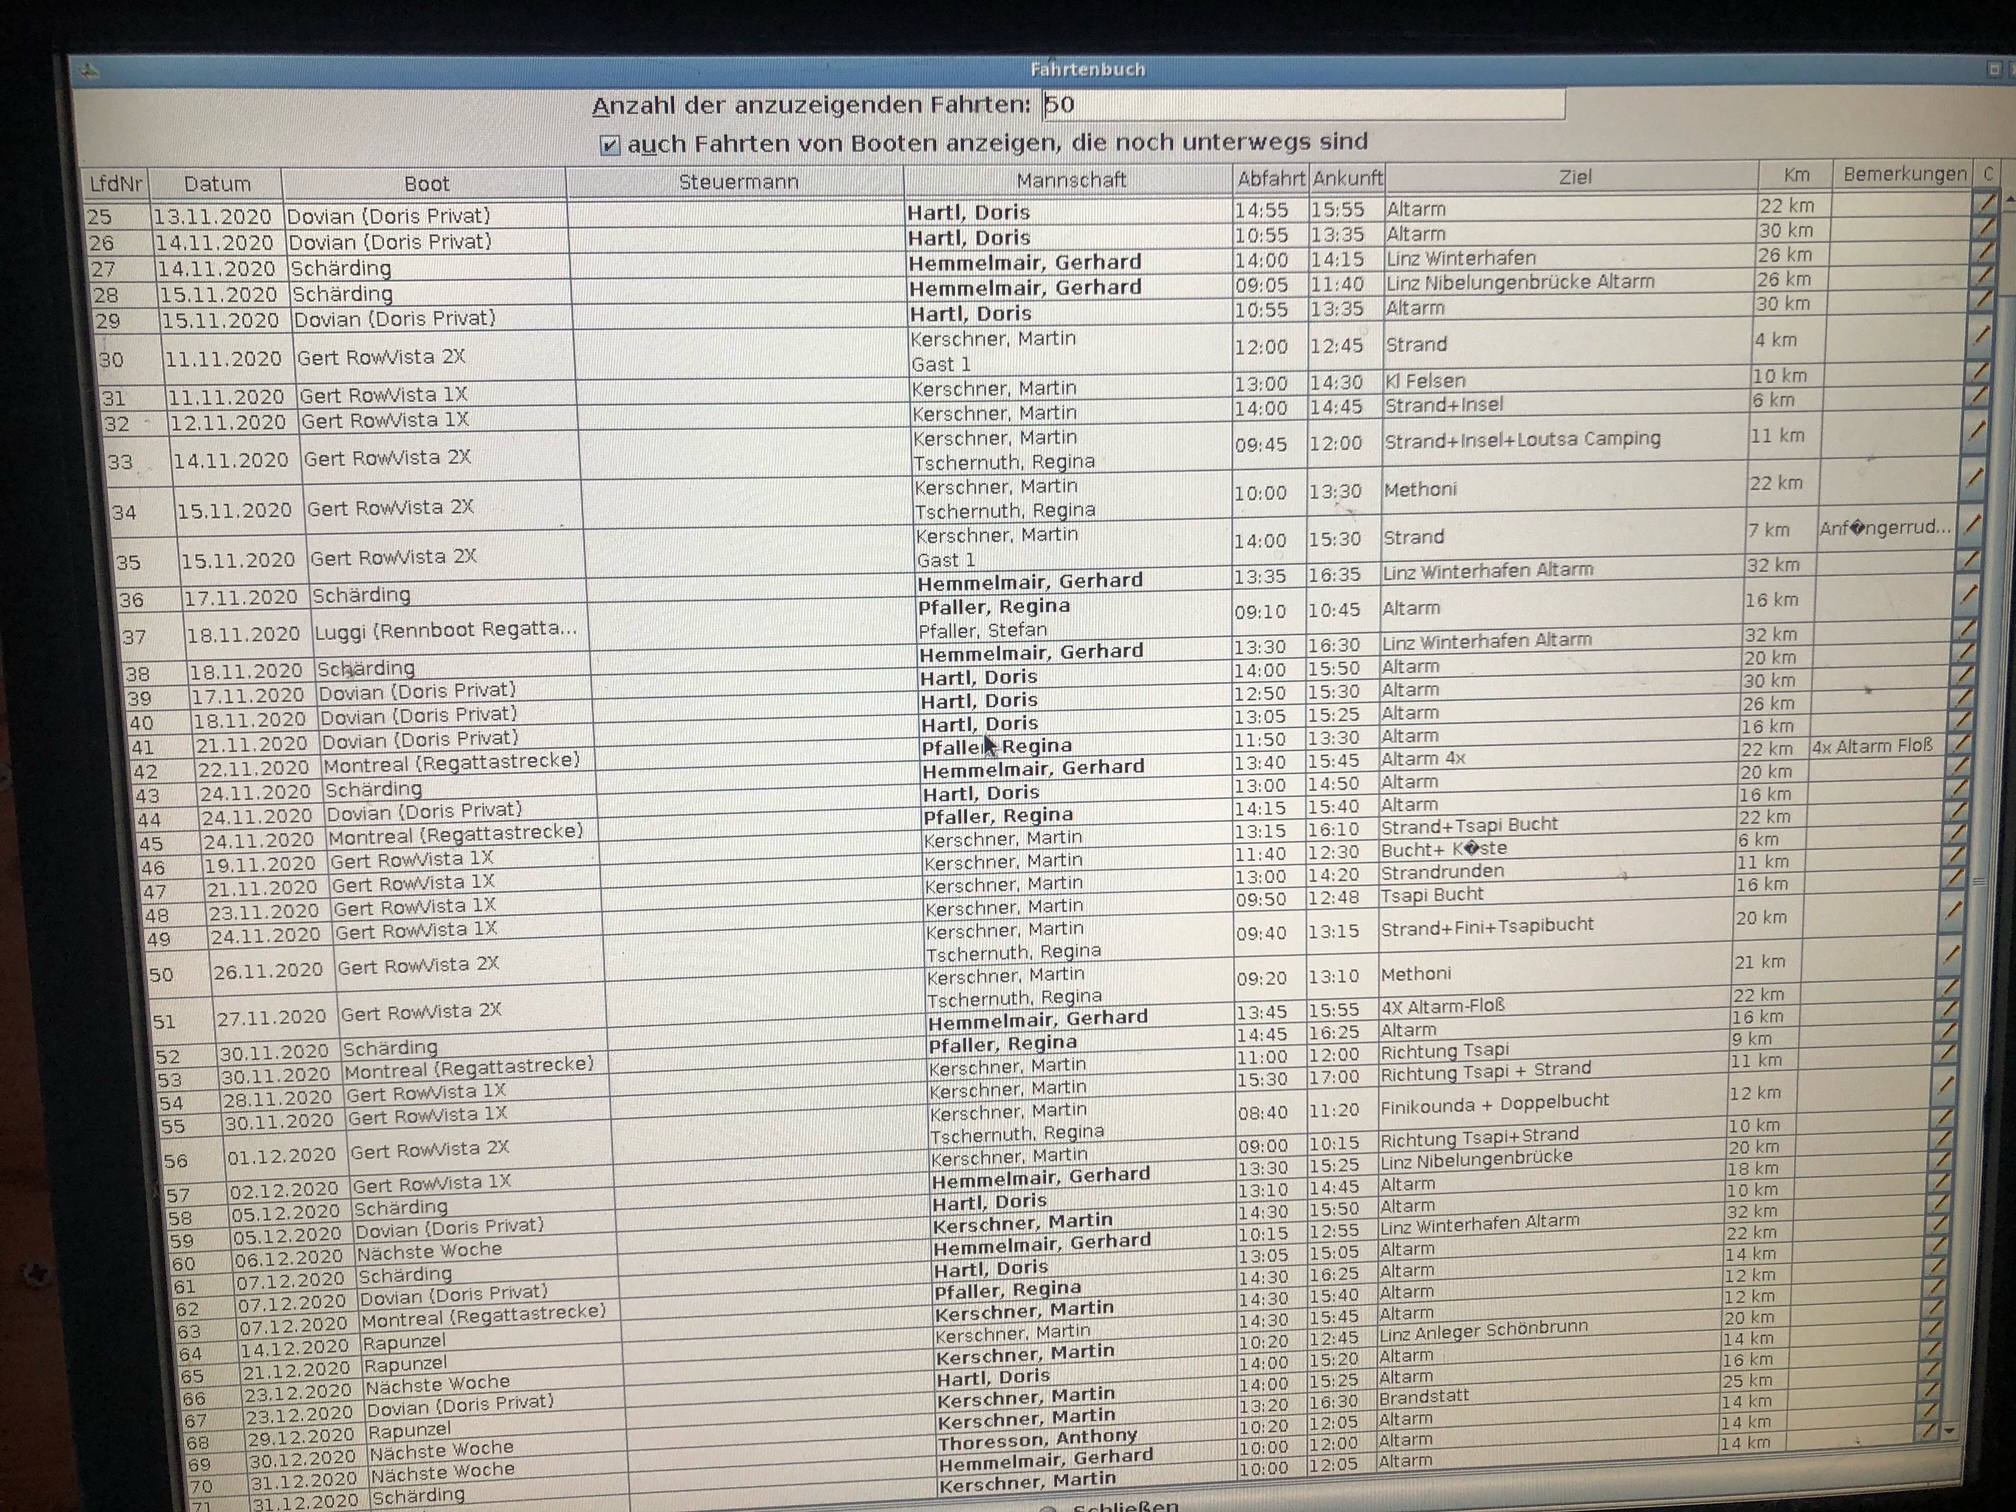 Fahrtenbuch
Anzahl der anzuzeigenden Fahrten: 50
auch Fahrten von Booten anzeigen, die noch unterwegs sind
LfdNr Datum Boot Steuermann Mannschaft Abfahrt Ankunft Ziel Km Bemerkungen C
25 13.11.2020 Dovian (Doris Privat) Hartl, Doris 14:55 15:55 Altarm 22 km
26 14.11.2020 Dovian (Doris Privat) Hartl, Doris 10:55 13:35 Altarm 30 km
27 14.11.2020 Schärding Hemmelmair, Gerhard 14:00 14:15 Linz Winterhafen 26 km
28 15.11.2020 Schärding Hemmelmair, Gerhard 09:05 11:40 Linz Nibelungenbrücke Altarm 26 km
29 15.11.2020 Dovian (Doris Privat) Hartl, Doris 10:55 13:35 Altarm 30 km
30 11.11.2020 Gert RowVista 2X Kerschner, Martin 12:00 12:45 Strand 4 km
Gast 1
31 11.11.2020 Gert RowVista 1X Kerschner, Martin 13:00 14:30 Kl Felsen 10 km
32 12.11.2020 Gert RowVista 1X Kerschner, Martin 14:00 14:45 Strand+Insel 6 km
33 14.11.2020 Gert RowVista 2X Kerschner, Martin 09:45 12:00 Strand+Insel+Loutsa Camping 11 km
Tschernuth, Regina
34 15.11.2020 Gert RowVista 2X Kerschner, Martin 10:00 13:30 Methoni 22 km
Tschernuth, Regina
35 15.11.2020 Gert RowVista 2X Kerschner, Martin 14:00 15:30 Strand 7 km Anf�ngerrud...
Gast 1
36 17.11.2020 Schärding Hemmelmair, Gerhard 13:35 16:35 Linz Winterhafen Altarm 32 km
37 18.11.2020 Luggi (Rennboot Regatta... Pfaller, Regina 09:10 10:45 Altarm 16 km
Pfaller, Stefan
38 18.11.2020 Schärding Hemmelmair, Gerhard 13:30 16:30 Linz Winterhafen Altarm 32 km
39 17.11.2020 Dovian (Doris Privat) Hartl, Doris 14:00 15:50 Altarm 20 km
40 18.11.2020 Dovian (Doris Privat) Hartl, Doris 12:50 15:30 Altarm 30 km
41 21.11.2020 Dovian (Doris Privat) Hartl, Doris 13:05 15:25 Altarm 26 km
42 22.11.2020 Montreal (Regattastrecke) Pfaller, Regina 11:50 13:30 Altarm 16 km
43 24.11.2020 Schärding Hemmelmair, Gerhard 13:40 15:45 Altarm 4x 22 km 4x Altarm Floß
44 24.11.2020 Dovian (Doris Privat) Hartl, Doris 13:00 14:50 Altarm 20 km
45 24.11.2020 Montreal (Regattastrecke) Pfaller, Regina 14:15 15:40 Altarm 16 km
46 19.11.2020 Gert RowVista 1X Kerschner, Martin 13:15 16:10 Strand+Tsapi Bucht 22 km
47 21.11.2020 Gert RowVista 1X Kerschner, Martin 11:40 12:30 Bucht+ K�ste 6 km
48 23.11.2020 Gert RowVista 1X Kerschner, Martin 13:00 14:20 Strandrunden 11 km
49 24.11.2020 Gert RowVista 1X Kerschner, Martin 09:50 12:48 Tsapi Bucht 16 km
50 26.11.2020 Gert RowVista 2X Kerschner, Martin 09:40 13:15 Strand+Fini+Tsapibucht 20 km
Tschernuth, Regina
51 27.11.2020 Gert RowVista 2X Kerschner, Martin 09:20 13:10 Methoni 21 km
Tschernuth, Regina
52 30.11.2020 Schärding Hemmelmair, Gerhard 13:45 15:55 4X Altarm-Floß 22 km
53 30.11.2020 Montreal (Regattastrecke) Pfaller, Regina 14:45 16:25 Altarm 16 km
54 28.11.2020 Gert RowVista 1X Kerschner, Martin 11:00 12:00 Richtung Tsapi 9 km
55 30.11.2020 Gert RowVista 1X Kerschner, Martin 15:30 17:00 Richtung Tsapi + Strand 11 km
56 01.12.2020 Gert RowVista 2X Kerschner, Martin 08:40 11:20 Finikounda + Doppelbucht 12 km
Tschernuth, Regina
57 02.12.2020 Gert RowVista 1X Kerschner, Martin 09:00 10:15 Richtung Tsapi+Strand 10 km
58 05.12.2020 Schärding Hemmelmair, Gerhard 13:30 15:25 Linz Nibelungenbrücke 20 km
59 05.12.2020 Dovian (Doris Privat) Hartl, Doris 13:10 14:45 Altarm 18 km
60 06.12.2020 Nächste Woche Kerschner, Martin 14:30 15:50 Altarm 10 km
61 07.12.2020 Schärding Hemmelmair, Gerhard 10:15 12:55 Linz Winterhafen Altarm 32 km
62 07.12.2020 Dovian (Doris Privat) Hartl, Doris 13:05 15:05 Altarm 22 km
63 07.12.2020 Montreal (Regattastrecke) Pfaller, Regina 14:30 16:25 Altarm 14 km
64 14.12.2020 Rapunzel Kerschner, Martin 14:30 15:40 Altarm 12 km
65 21.12.2020 Rapunzel Kerschner, Martin 14:30 15:45 Altarm 12 km
66 23.12.2020 Nächste Woche Kerschner, Martin 10:20 12:45 Linz Anleger Schönbrunn 20 km
67 23.12.2020 Dovian (Doris Privat) Hartl, Doris 14:00 15:20 Altarm 14 km
68 29.12.2020 Rapunzel Kerschner, Martin 14:00 15:25 Altarm 16 km
69 30.12.2020 Nächste Woche Kerschner, Martin 13:20 16:30 Brandstatt 25 km
70 31.12.2020 Nächste Woche Thoresson, Anthony 10:20 12:05 Altarm 14 km
71 31.12.2020 Schärding Hemmelmair, Gerhard 10:00 12:00 Altarm 14 km
Kerschner, Martin 10:00 12:05 Altarm 14 km
Schließen